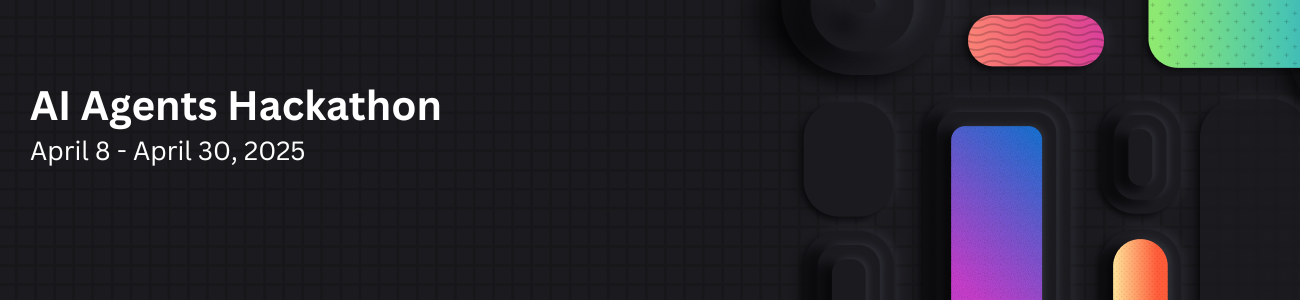 AI Agents Hackathon
April 8 - April 30, 2025